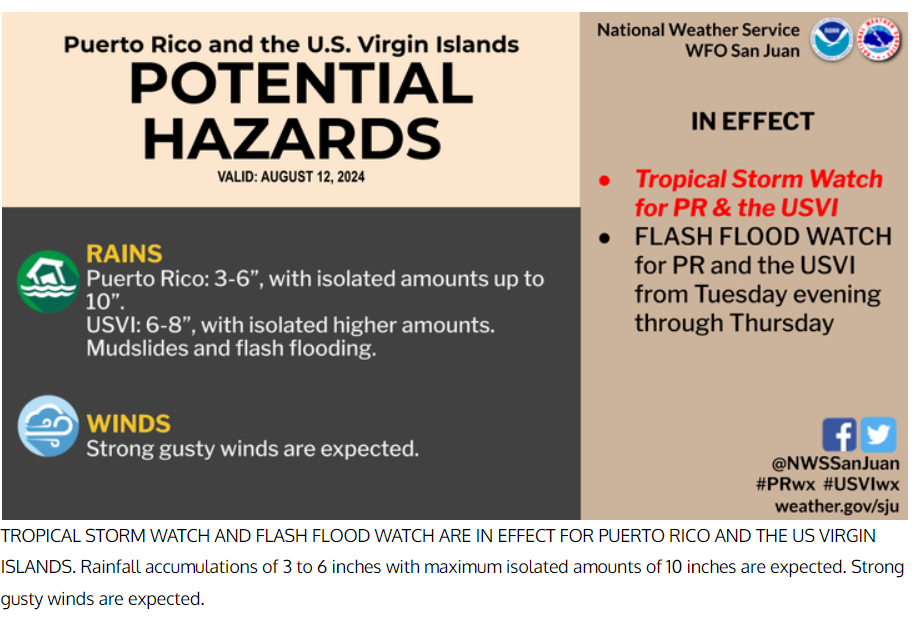 Puerto Rico and the U.S. Virgin Islands
POTENTIAL
HAZARDS
VALID: AUGUST 12, 2024
RAINS
Puerto Rico: 3-6”, with isolated amounts up to
10”.
USVI: 6-8”, with isolated higher amounts.
Mudslides and flash flooding.
WINDS
Strong gusty winds are expected.
National Weather Service
WFO San Juan
IN EFFECT
● Tropical Storm Watch
for PR & the USVI
● FLASH FLOOD WATCH
for PR and the USVI
from Tuesday evening
through Thursday
@NWSSanJuan
#PRwx #USVIwx
weather.gov/sju
TROPICAL STORM WATCH AND FLASH FLOOD WATCH ARE IN EFFECT FOR PUERTO RICO AND THE US VIRGIN
ISLANDS. Rainfall accumulations of 3 to 6 inches with maximum isolated amounts of 10 inches are expected. Strong
gusty winds are expected.